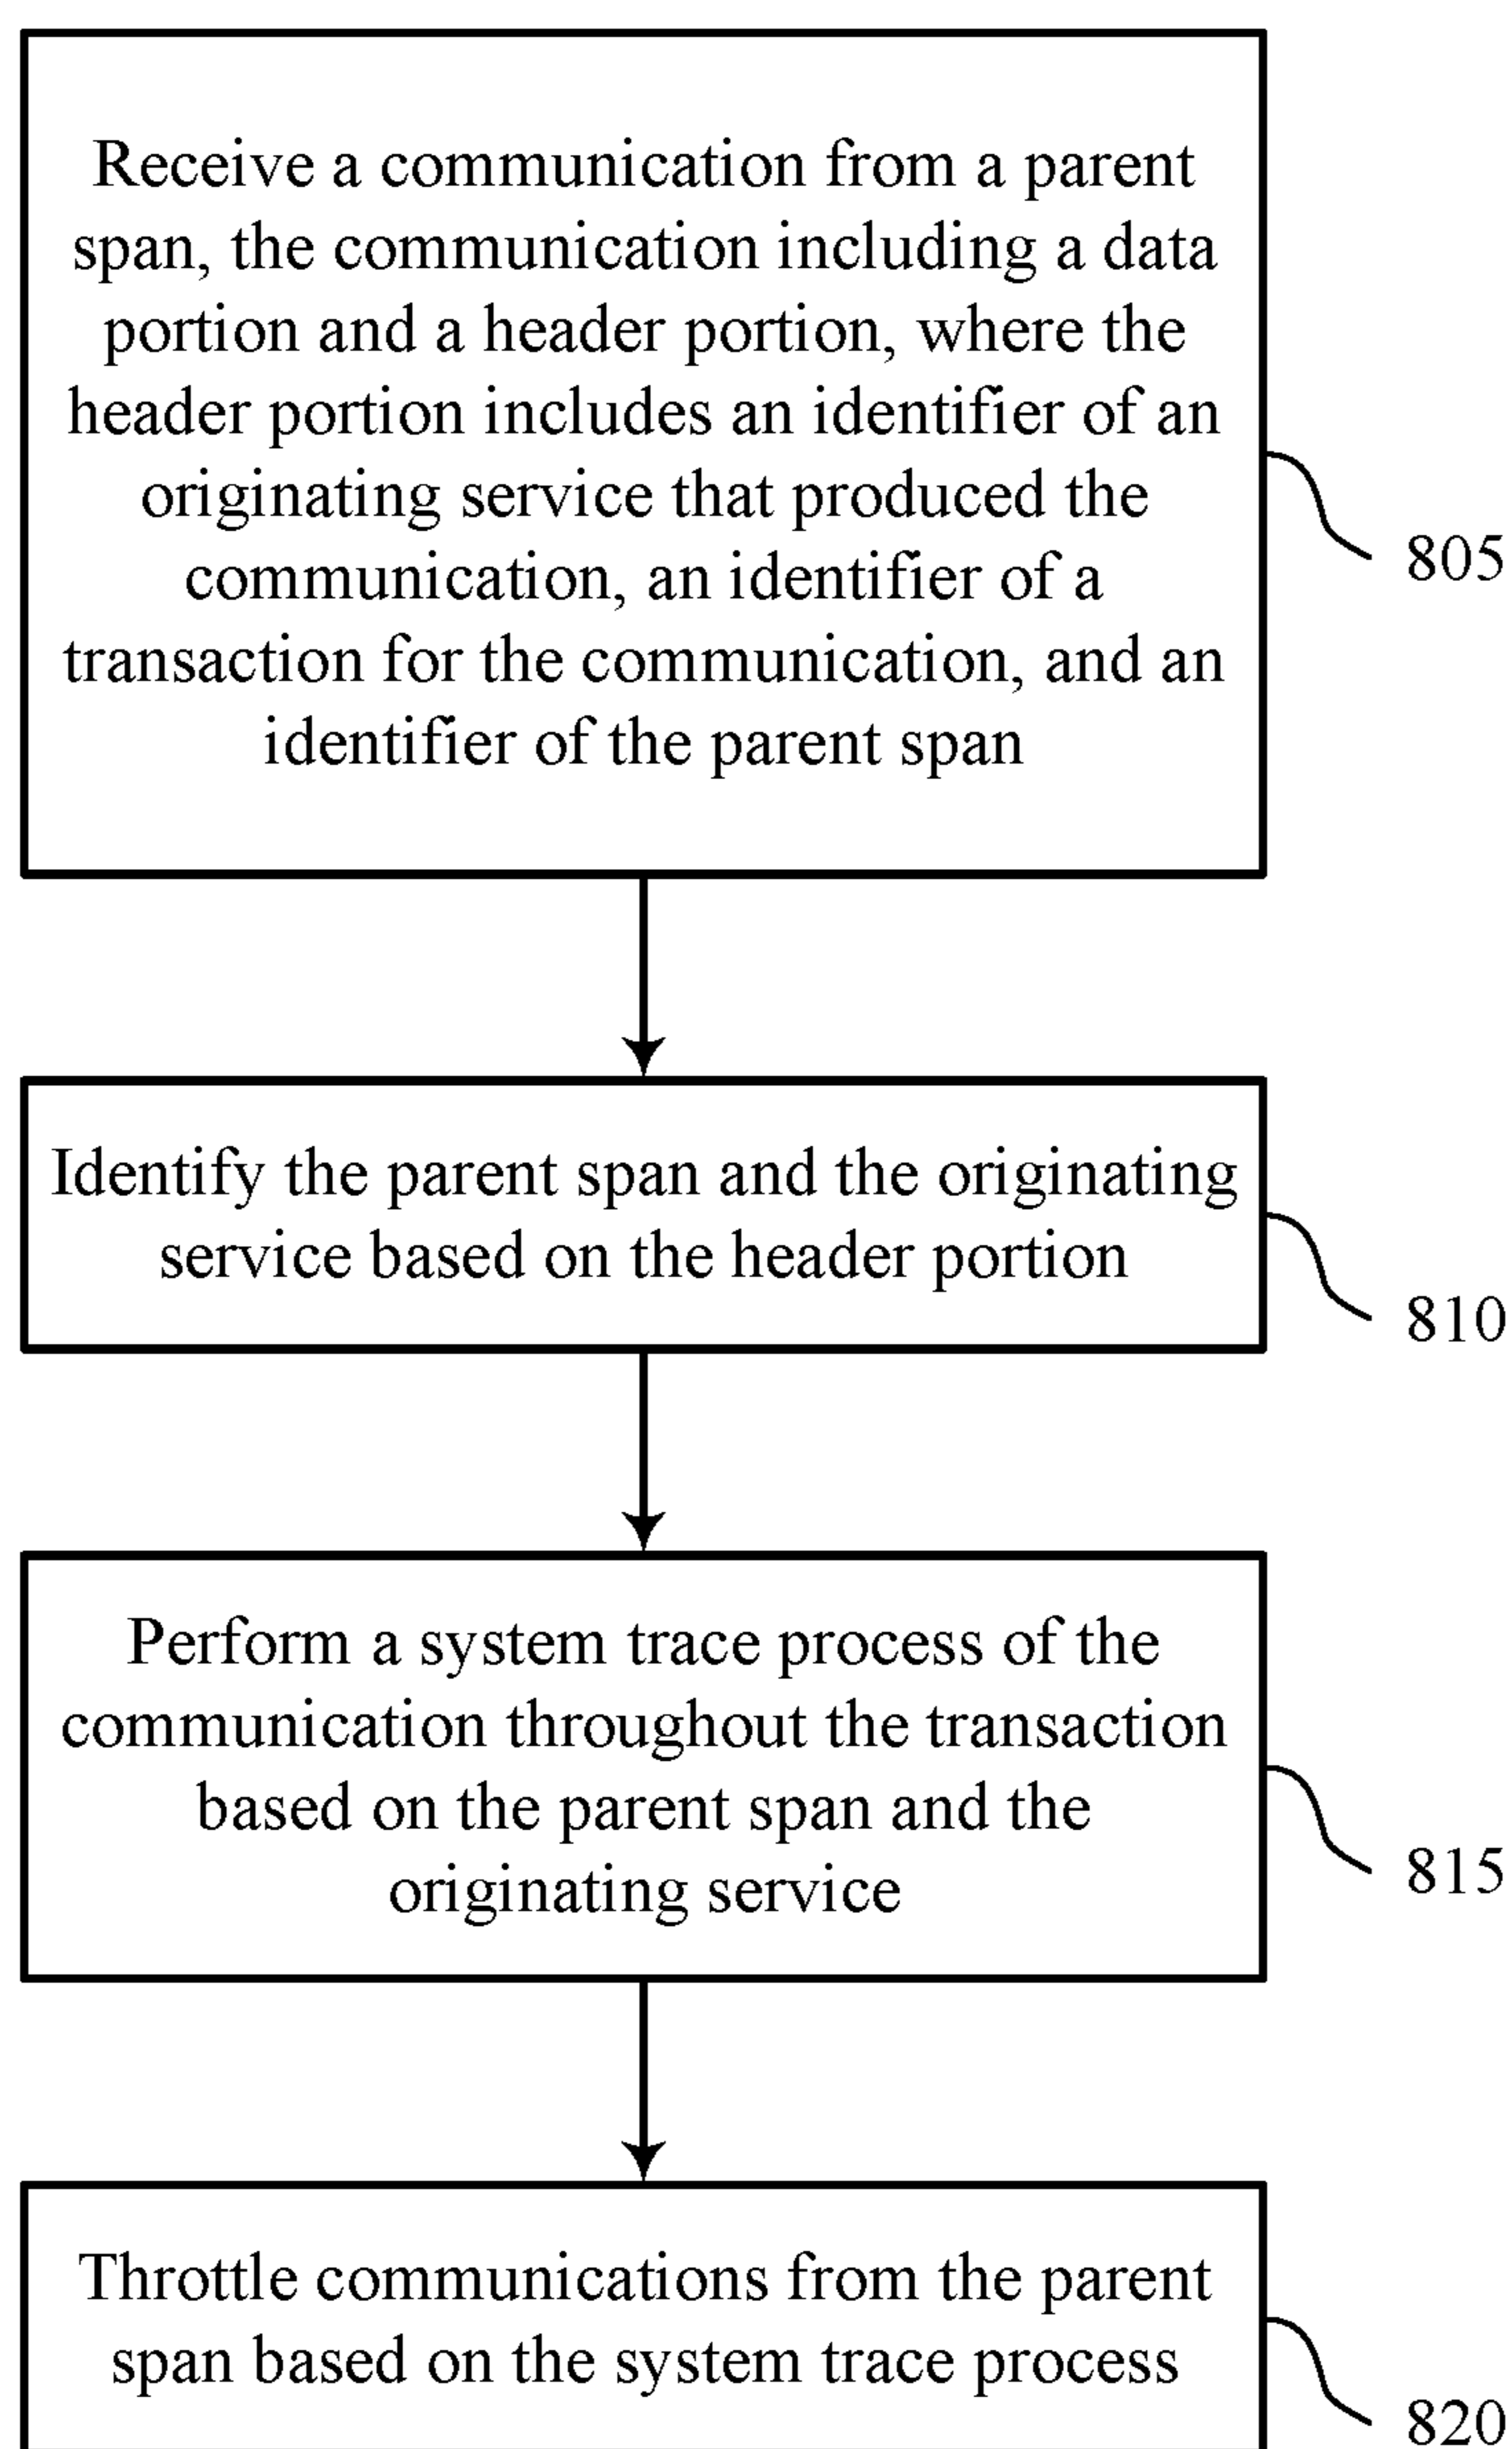 Receive a communication from a parent
span, the communication including a data
portion and a header portion, where the
header portion includes an identifier of an
originating service that produced the
communication, an identifier of a
transaction for the communication, and an
identifier of the parent span
805
Identify the parent span and the originating
service based on the header portion
810
Perform a system trace process of the
communication throughout the transaction
based on the parent span and the
originating service
815
Throttle communications from the parent
span based on the system trace process
820